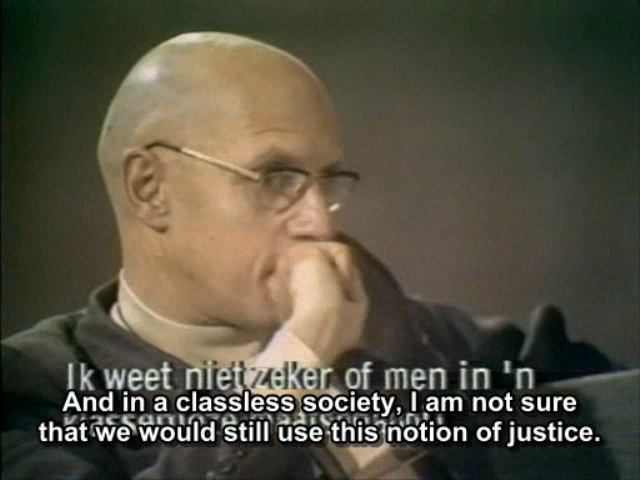 Ik weet niet zeker of men in 'n
And in a classless society, I am not sure
that we would still use this notion of justice.